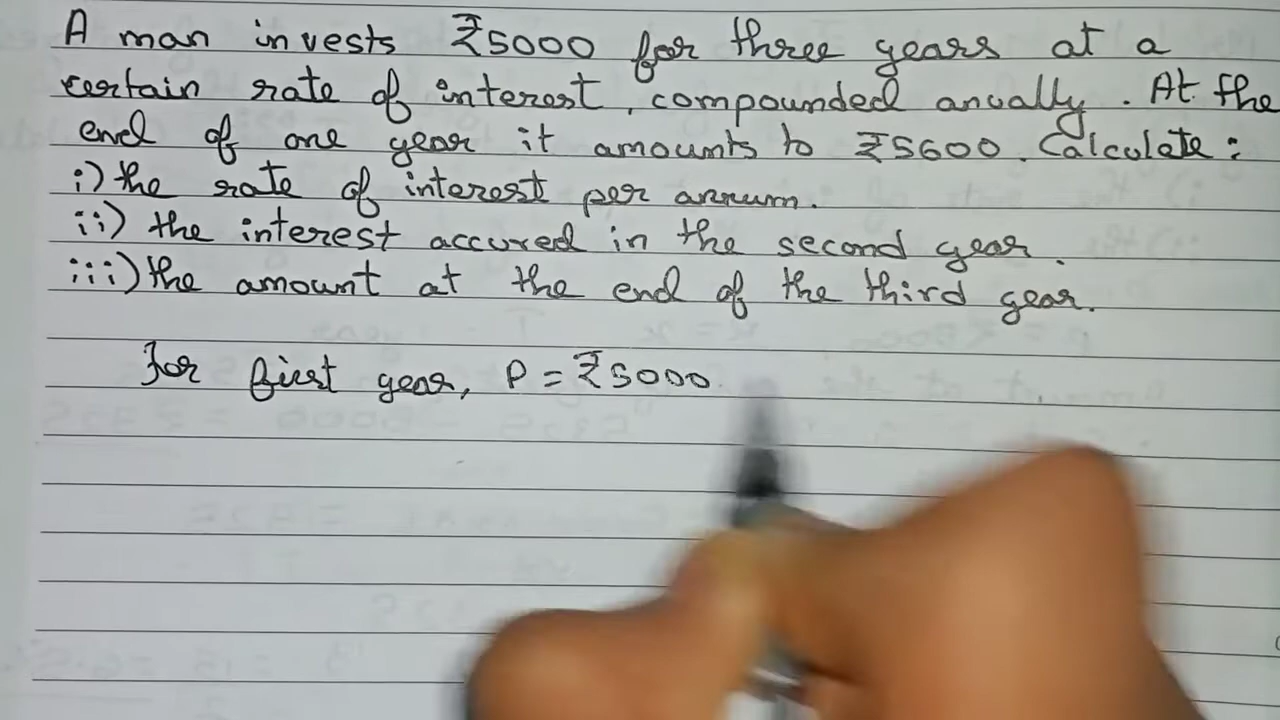 A man invests ₹5000 for three years at a
certain rate of interest, compounded anually. At the
end of one year it amounts to ₹5600. Calculate:
i) the rate of interest per annum.
ii) the interest accured in the second year.
iii) the amount at the end of the third year.
For first year, P = ₹5000